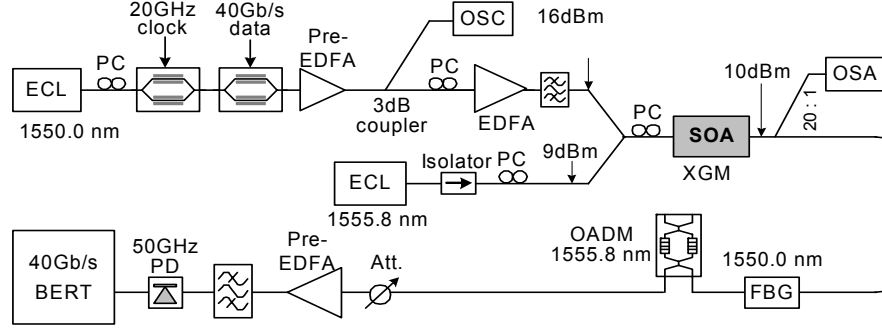 20GHz
clock
40Gb/s
data
Pre-
EDFA
OSC
16dBm
ECL
PC
1550.0 nm
3dB
coupler
PC
EDFA
10dBm
OSA
20 : 1
PC
SOA
XGM
Isolator
PC
9dBm
ECL
1555.8 nm
40Gb/s
BERT
50GHz
PD
Pre-
EDFA
Att.
OADM
1555.8 nm
1550.0 nm
FBG